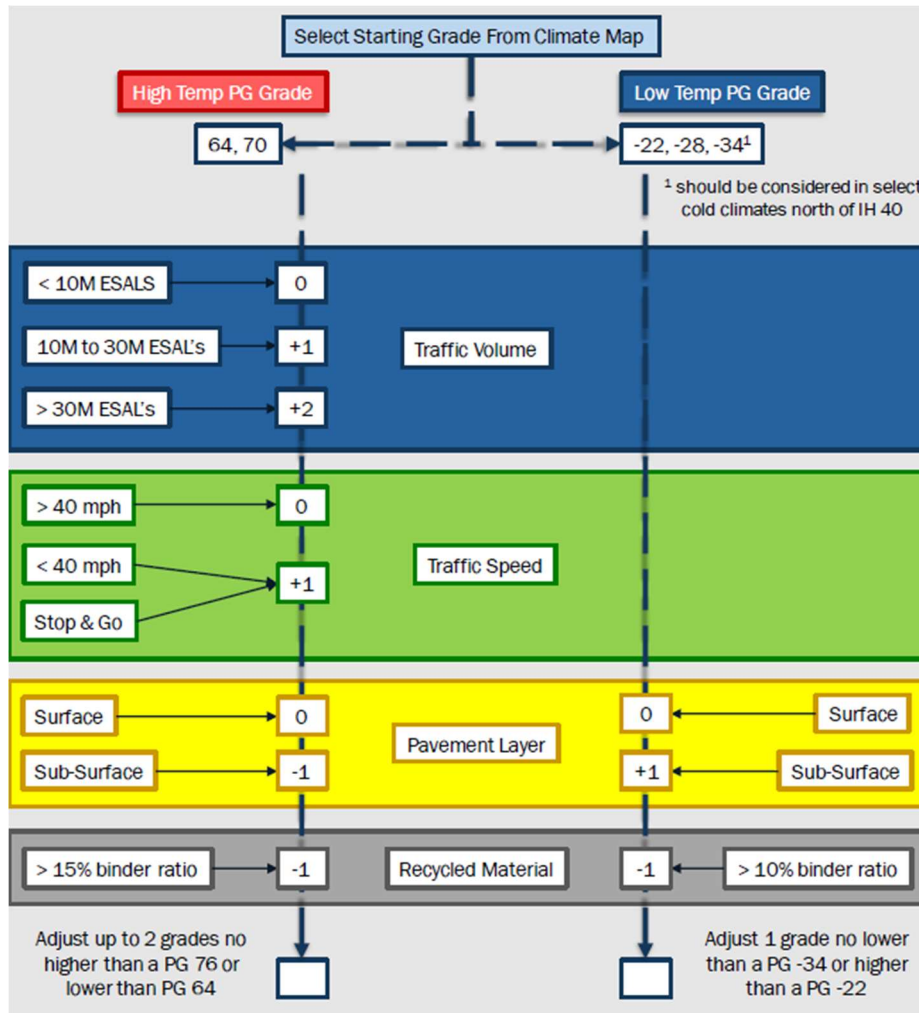 Select Starting Grade From Climate Map
High Temp PG Grade
Low Temp PG Grade
64, 70
-22, -28, -34¹
¹ should be considered in select
cold climates north of IH 40
< 10M ESALS
0
10M to 30M ESAL's
+1
Traffic Volume
> 30M ESAL's
+2
> 40 mph
0
< 40 mph
+1
Traffic Speed
Stop & Go
Surface
0
0
Surface
Pavement Layer
Sub-Surface
-1
+1
Sub-Surface
> 15% binder ratio
-1
Recycled Material
-1
> 10% binder ratio
Adjust up to 2 grades no
higher than a PG 76 or
lower than PG 64
Adjust 1 grade no lower
than a PG -34 or higher
than a PG -22